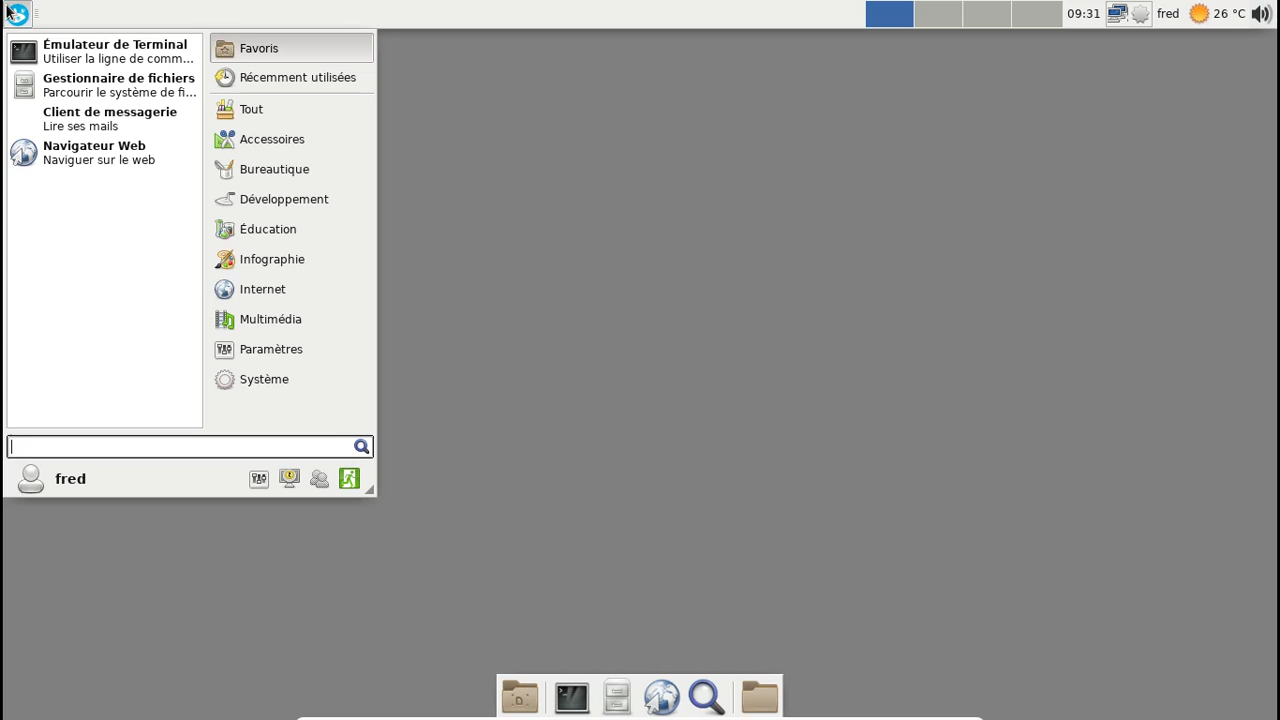 09:31 fred 26 °C
Émulateur de Terminal
Utiliser la ligne de comm...
Gestionnaire de fichiers
Parcourir le système de fi...
Client de messagerie
Lire ses mails
Navigateur Web
Naviguer sur le web
Favoris
Récemment utilisées
Tout
Accessoires
Bureautique
Développement
Éducation
Infographie
Internet
Multimédia
Paramètres
Système
fred